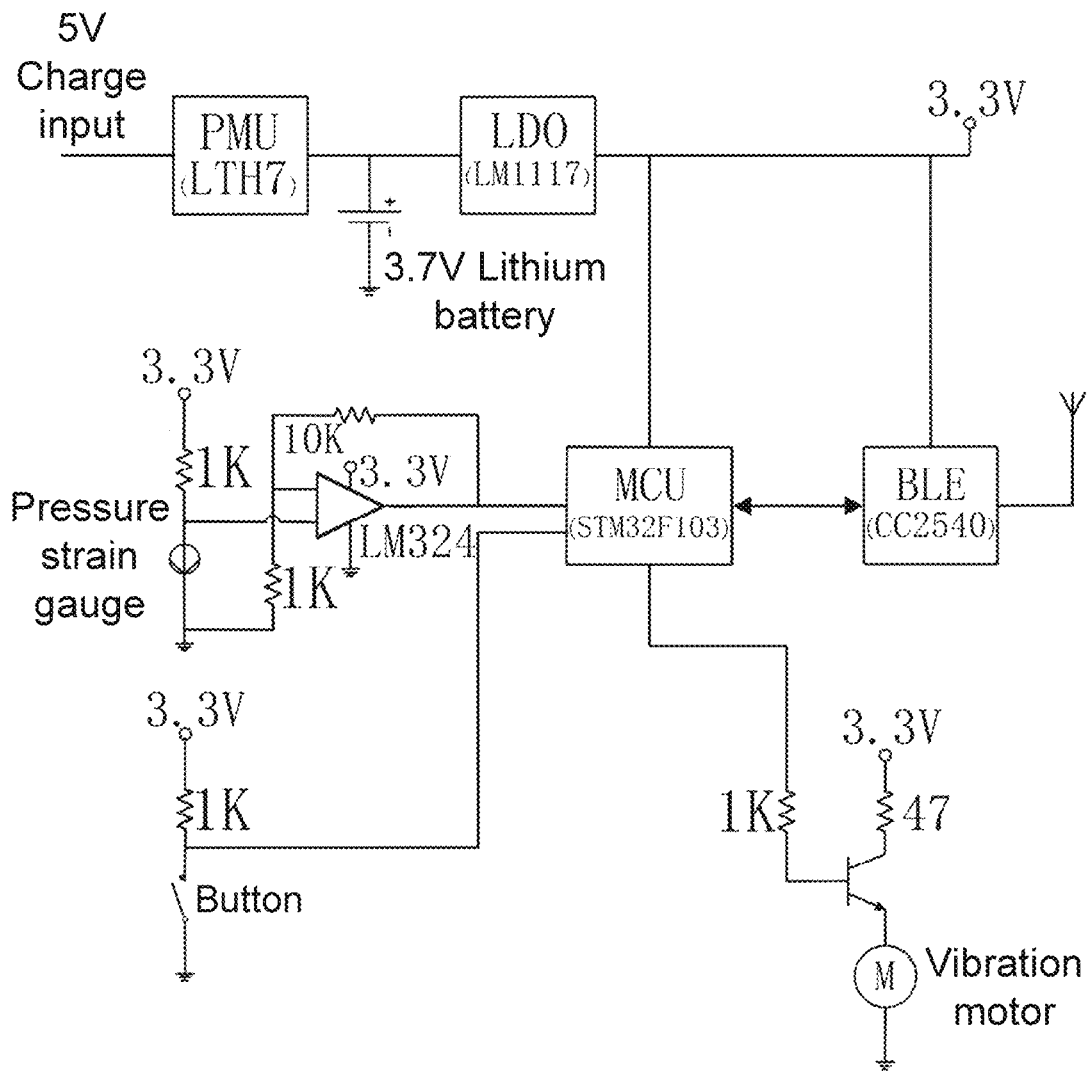 5V
Charge
input
PMU
(LTH7)
LDO
(LM1117)
3.3V
+
3.7V Lithium
battery
3.3V
10K
1K
3.3V
LM324
Pressure
strain
gauge
1K
MCU
(STM32F103)
BLE
(CC2540)
3.3V
1K
Button
3.3V
1K
47
M
Vibration
motor